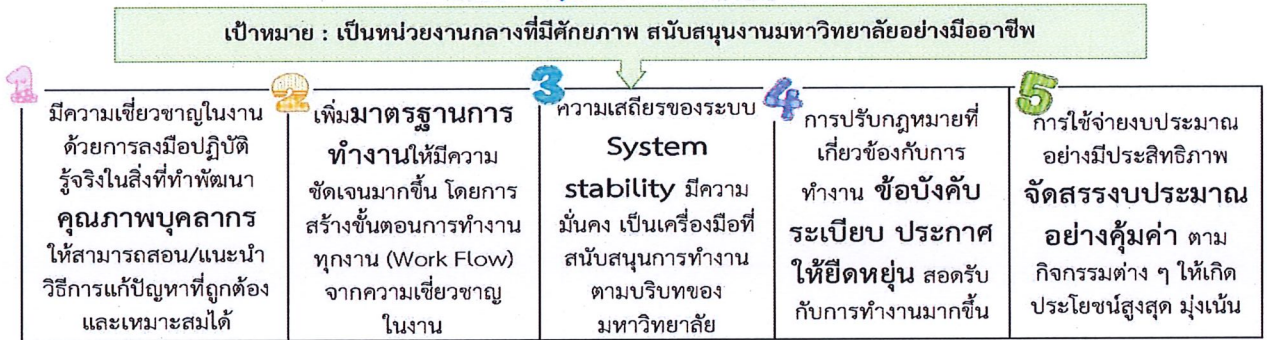 เป้าหมาย : เป็นหน่วยงานกลางที่มีศักยภาพ สนับสนุนงานมหาวิทยาลัยอย่างมืออาชีพ
1
มีความเชี่ยวชาญในงาน
ด้วยการลงมือปฏิบัติ
รู้จริงในสิ่งที่ทำพัฒนา
คุณภาพบุคลากร
ให้สามารถสอน/แนะนำ
วิธีการแก้ปัญหาที่ถูกต้อง
และเหมาะสมได้
2
เพิ่มมาตรฐานการ
ทำงานให้มีความ
ชัดเจนมากขึ้น โดยการ
สร้างขั้นตอนการทำงาน
ทุกงาน (Work Flow)
จากความเชี่ยวชาญ
ในงาน
3
ความเสถียรของระบบ
System
stability มีความ
มั่นคง เป็นเครื่องมือที่
สนับสนุนการทำงาน
ตามบริบทของ
มหาวิทยาลัย
4
การปรับกฎหมายที่
เกี่ยวข้องกับการ
ทำงาน ข้อบังคับ
ระเบียบ ประกาศ
ให้ยืดหยุ่น สอดรับ
กับการทำงานมากขึ้น
5
การใช้จ่ายงบประมาณ
อย่างมีประสิทธิภาพ
จัดสรรงบประมาณ
อย่างคุ้มค่า ตาม
กิจกรรมต่าง ๆ ให้เกิด
ประโยชน์สูงสุด มุ่งเน้น